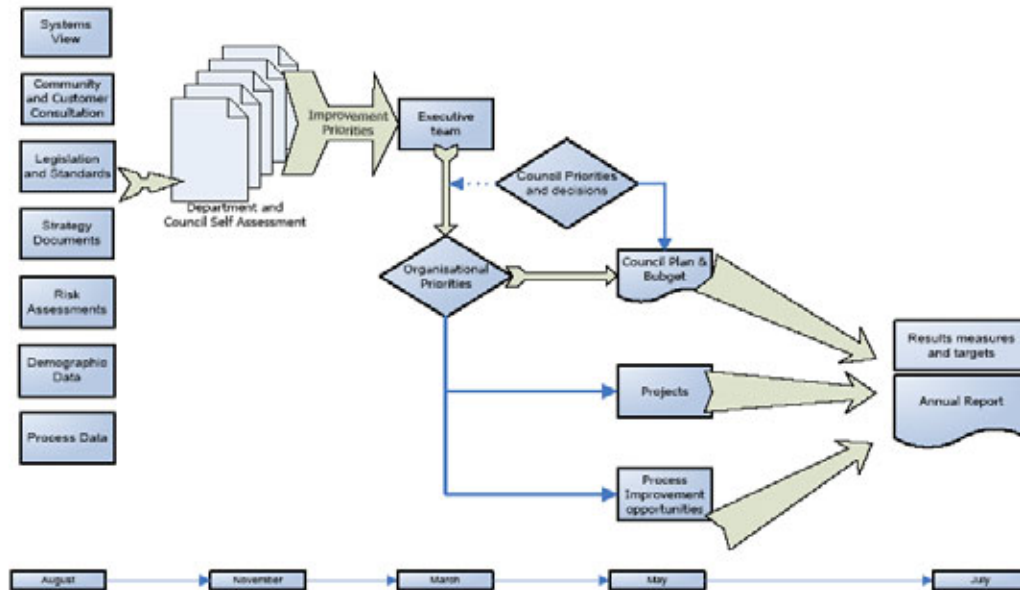 Systems
View
Community
and Customer
Consultation
Legislation
and Standards
Strategy
Documents
Risk
Assessments
Demographic
Data
Process Data
Department and
Council Self Assessment
Improvement
Priorities
Executive
team
Council Priorities
and decisions
Organisational
Priorities
Council Plan &
Budget
Projects
Process
Improvement
opportunities
Results measures
and targets
Annual Report
August
November
March
May
July